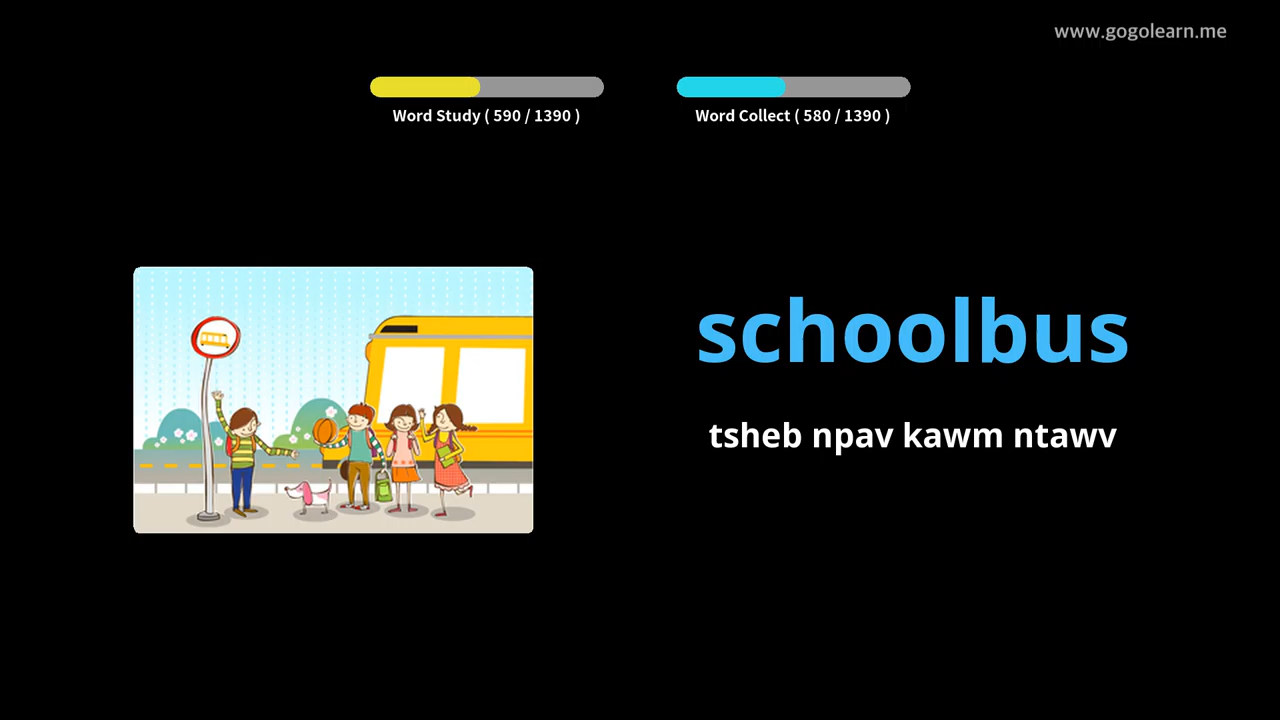 www.gogolearn.me
Word Study ( 590 / 1390 )
Word Collect ( 580 / 1390 )
schoolbus
tsheb npav kawm ntawv